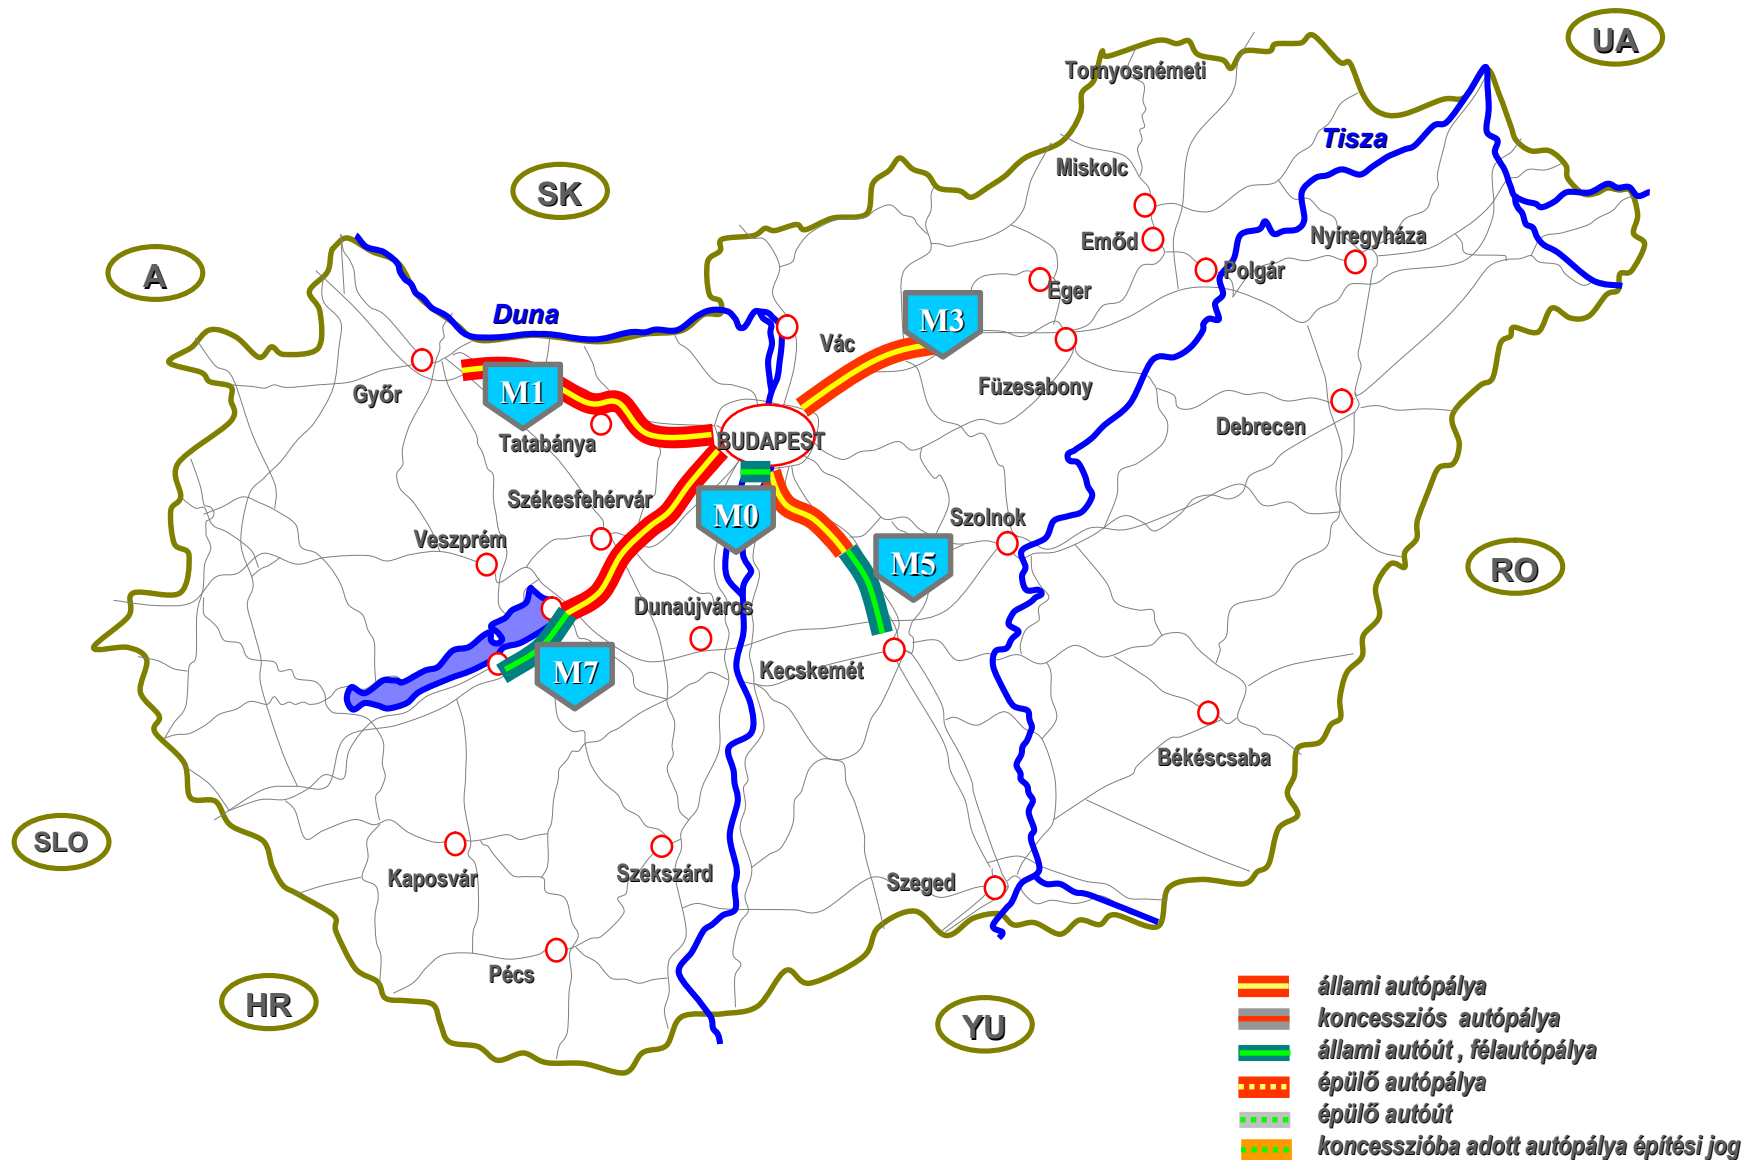 UA
Tornyosnémeti
Tisza
Miskolc
SK
Emőd
Nyíregyháza
A
Polgár
Eger
Duna
M3
Vác
Győr
M1
Füzesabony
Tatabánya
BUDAPEST
Debrecen
Székesfehérvár
M0
Szolnok
Veszprém
M5
RO
Dunaújváros
M7
Kecskemét
Békéscsaba
SLO
Kaposvár
Szekszárd
Szeged
Pécs
HR
YU
állami autópálya
koncessziós autópálya
állami autóút , félautópálya
épülő autópálya
épülő autóút
koncesszióba adott autópálya építési jog